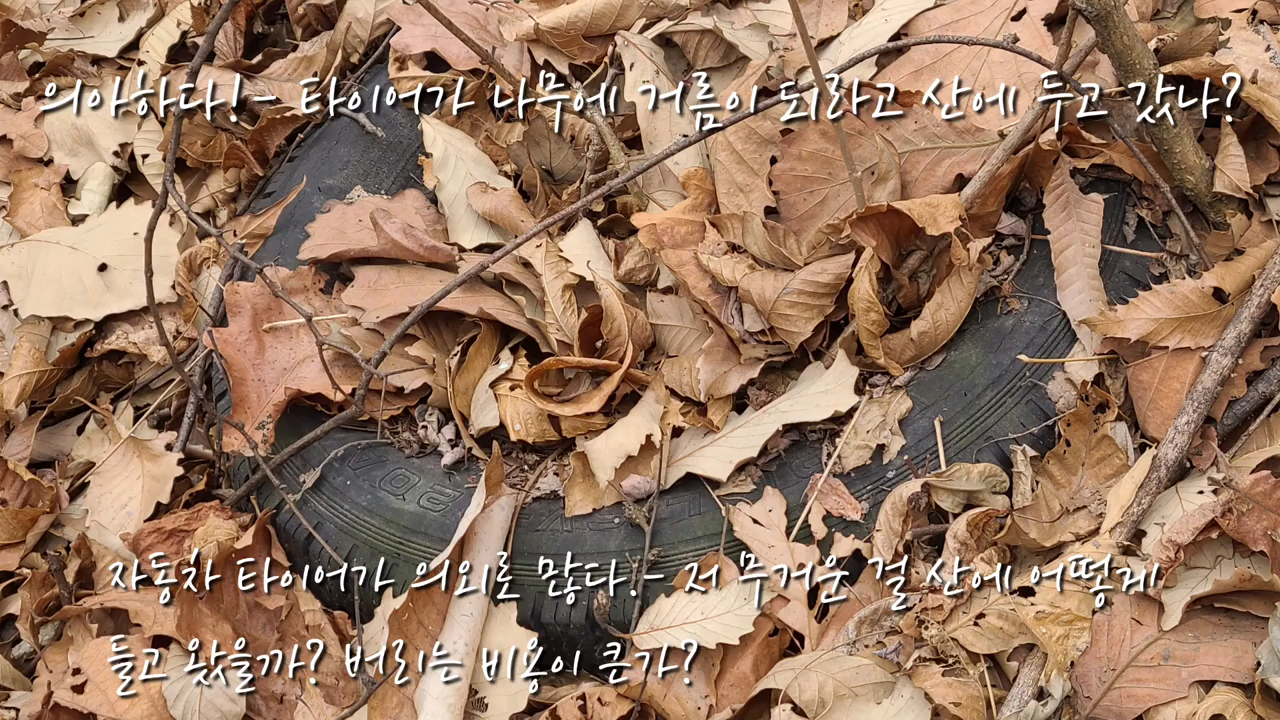 의아하다! - 타이어가 나무에 거름이 되라고 산에 두고 갔나?
자동차 타이어가 의외로 많다! - 저 무거운 걸 산에 어떻게
들고 왔을까? 버리는 비용이 큰가?